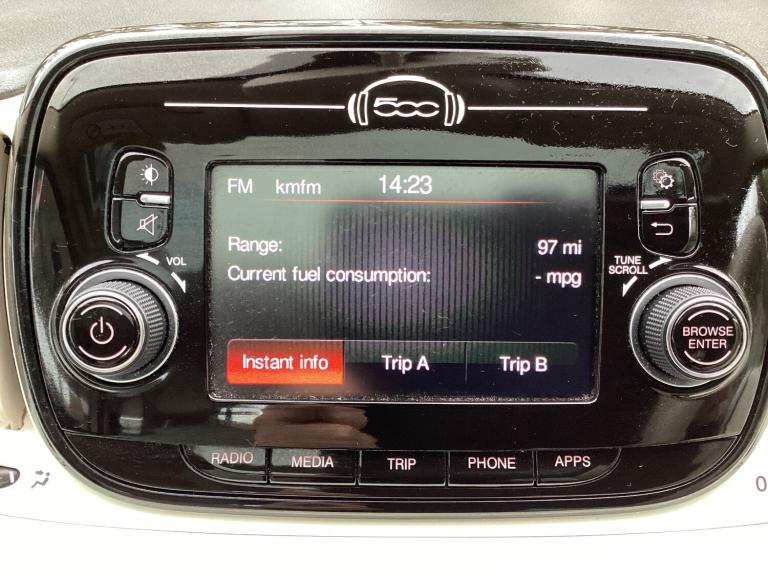 500
FM kmfm 14:23
VOL
TUNE
SCROLL
Range: 97 mi
Current fuel consumption: - mpg
BROWSE
ENTER
Instant info Trip A Trip B
RADIO MEDIA TRIP PHONE APPS
0